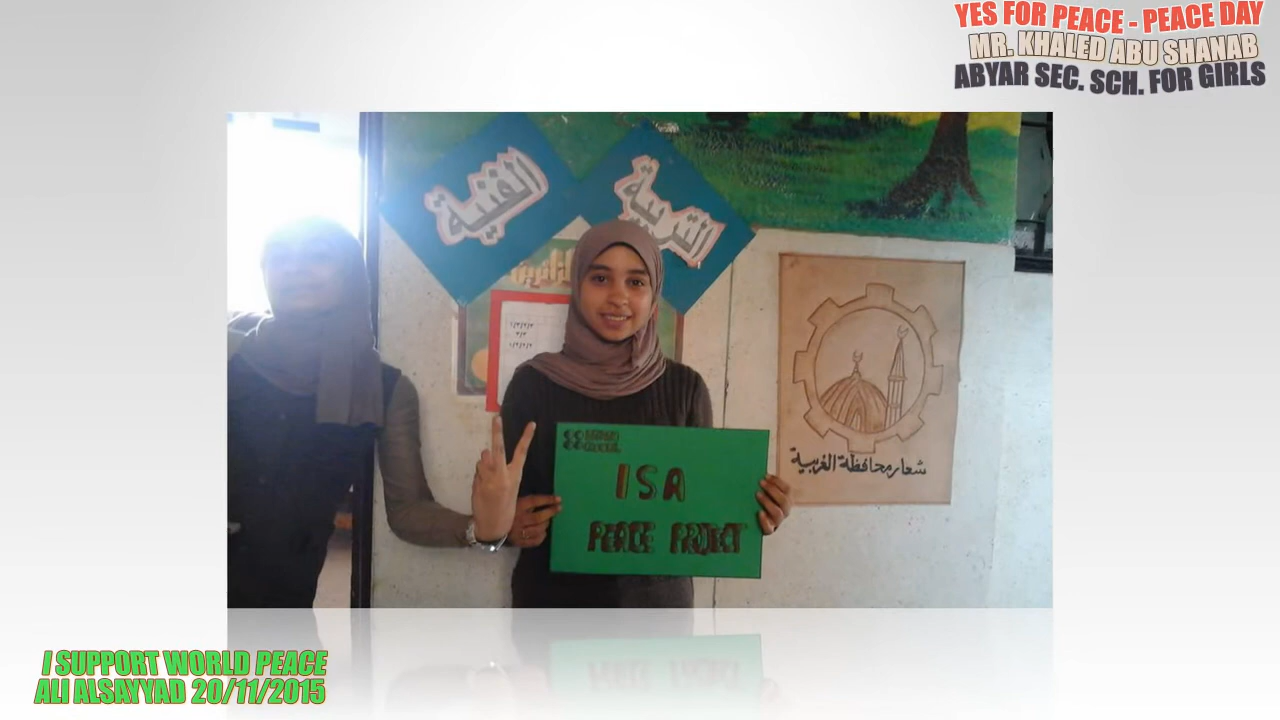 YES FOR PEACE - PEACE DAY
MR. KHALED ABU SHANAB
ABYAR SEC. SCH. FOR GIRLS
التربية
الفنية
ISA
PEACE PROJECT
شعار محافظة الغربية
I SUPPORT WORLD PEACE
ALI ALSAYYAD 20/11/2015